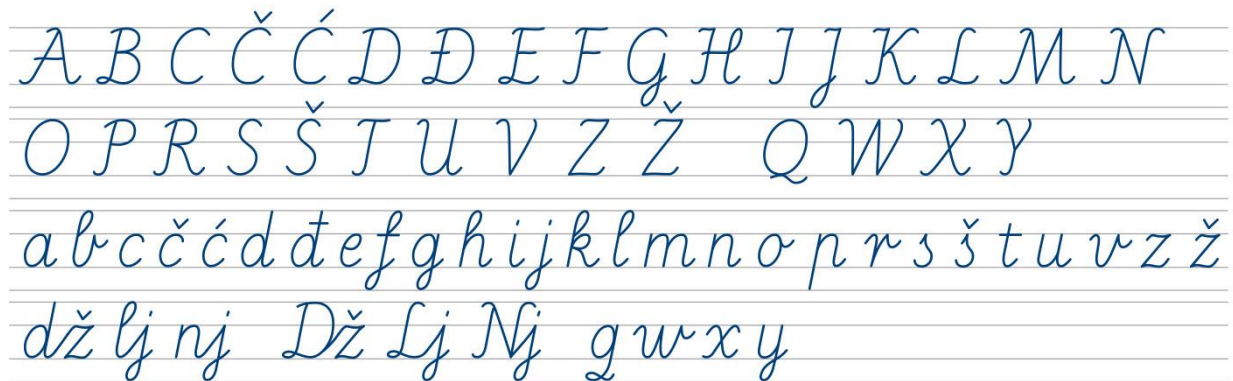 A B C Č Ć D Đ E F G H I J K L M N
O P R S Š T U V Z Ž Q W X Y
a b c č ć d đ e f g h i j k l m n o p r s š t u v z ž
dž lj nj Dž Lj Nj q w x y